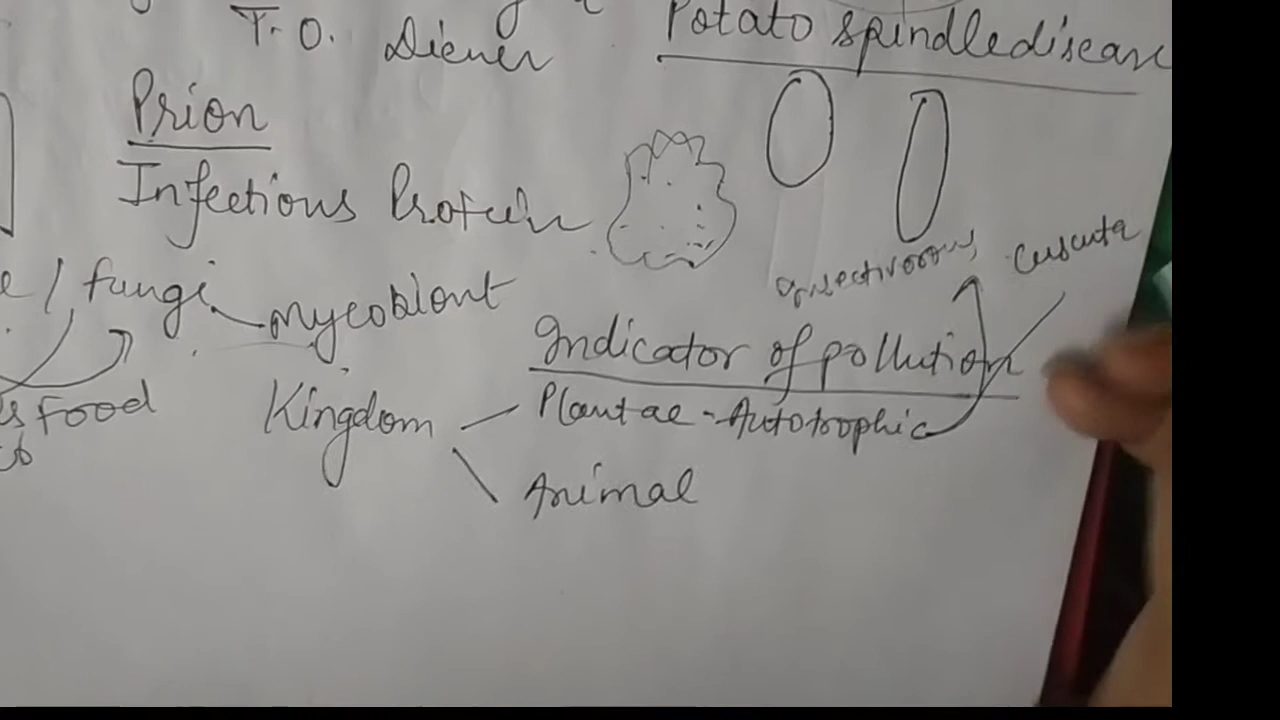 T. O. Diener Potato spindle disease
Prion
Infectious Protein
insectivorous, Cuscuta
/ fungi - mycobiont
Indicator of pollution
Food
Kingdom - Plantae - Autotrophic
Animal